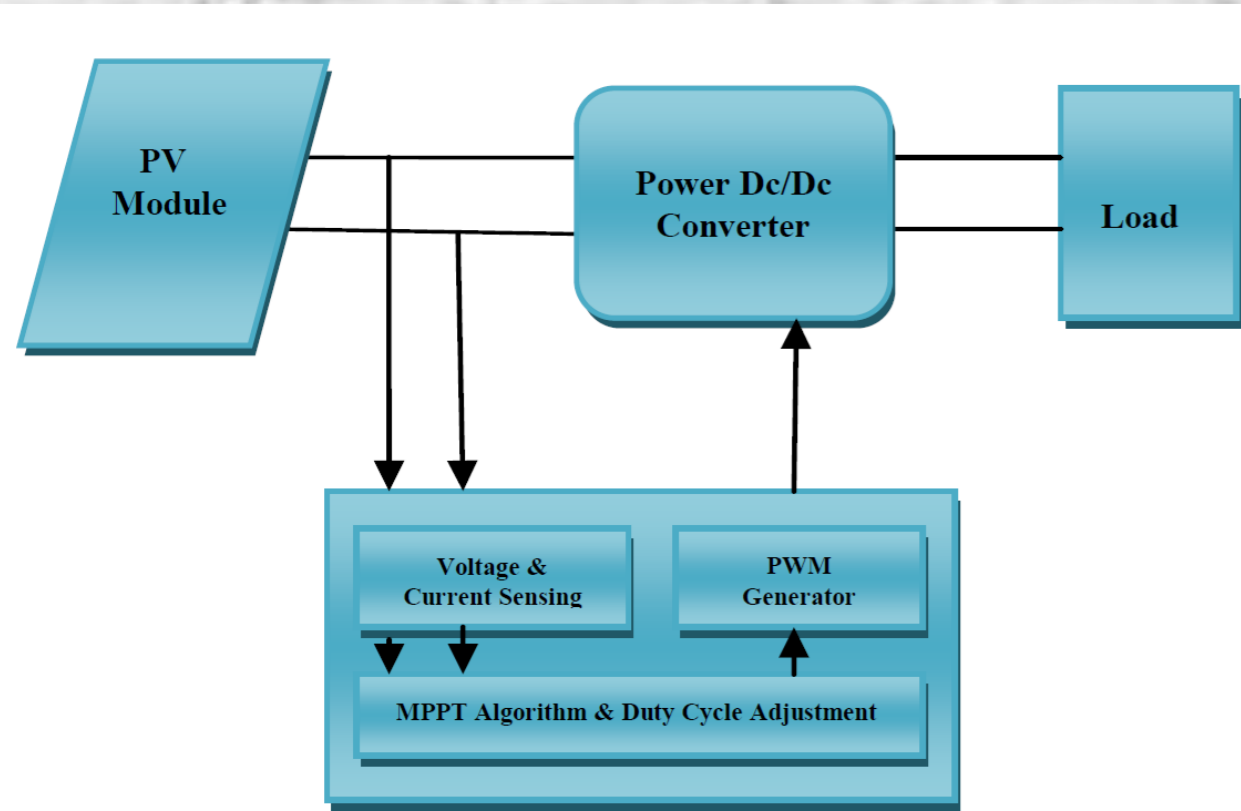 PV
Module
Power Dc/Dc
Converter
Load
Voltage &
Current Sensing
PWM
Generator
MPPT Algorithm & Duty Cycle Adjustment